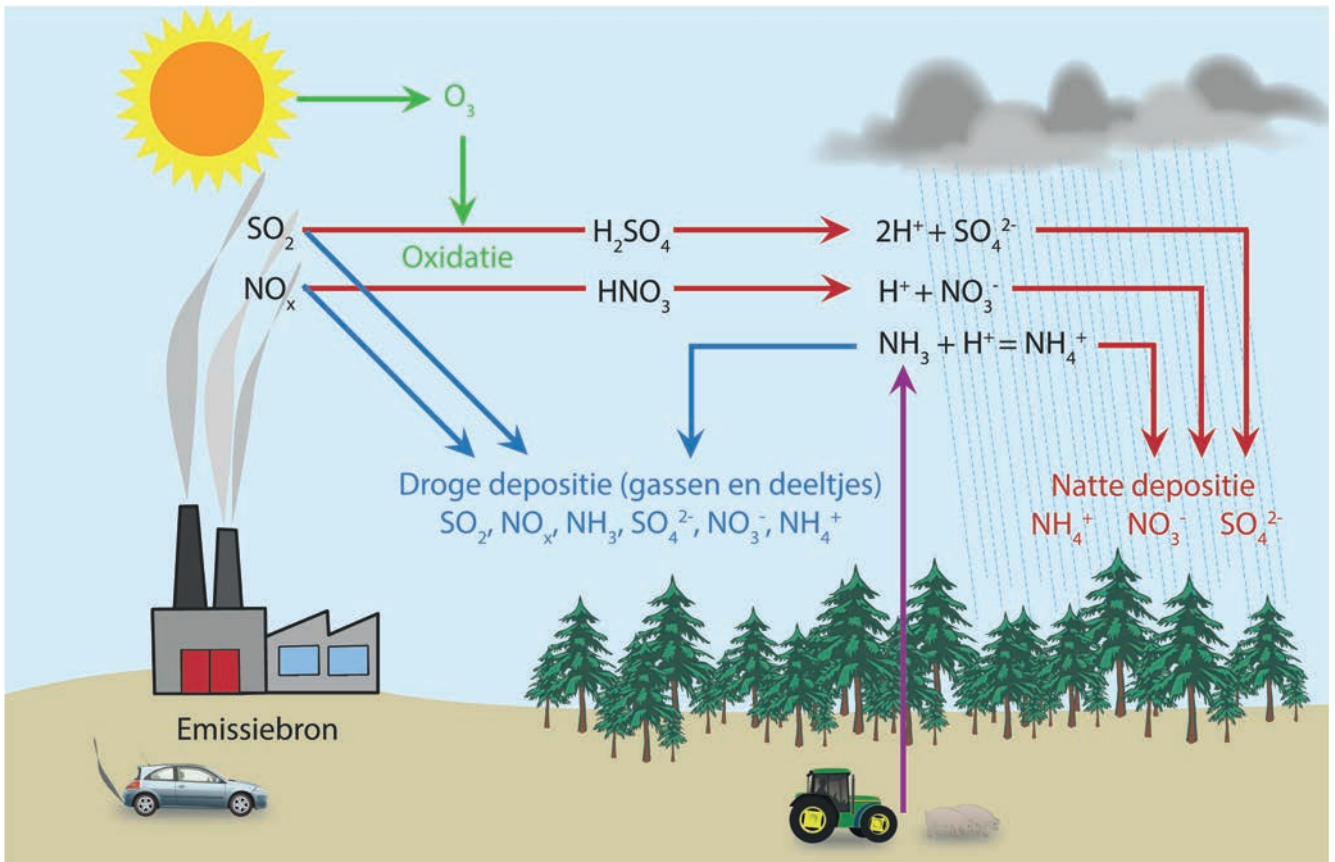 O₃
SO₂ H₂SO₄ 2H⁺ + SO₄²⁻
Oxidatie
NOₓ HNO₃ H⁺ + NO₃⁻
NH₃ + H⁺ = NH₄⁺
Droge depositie (gassen en deeltjes)
SO₂, NOₓ, NH₃, SO₄²⁻, NO₃⁻, NH₄⁺
Natte depositie
NH₄⁺ NO₃⁻ SO₄²⁻
Emissiebron